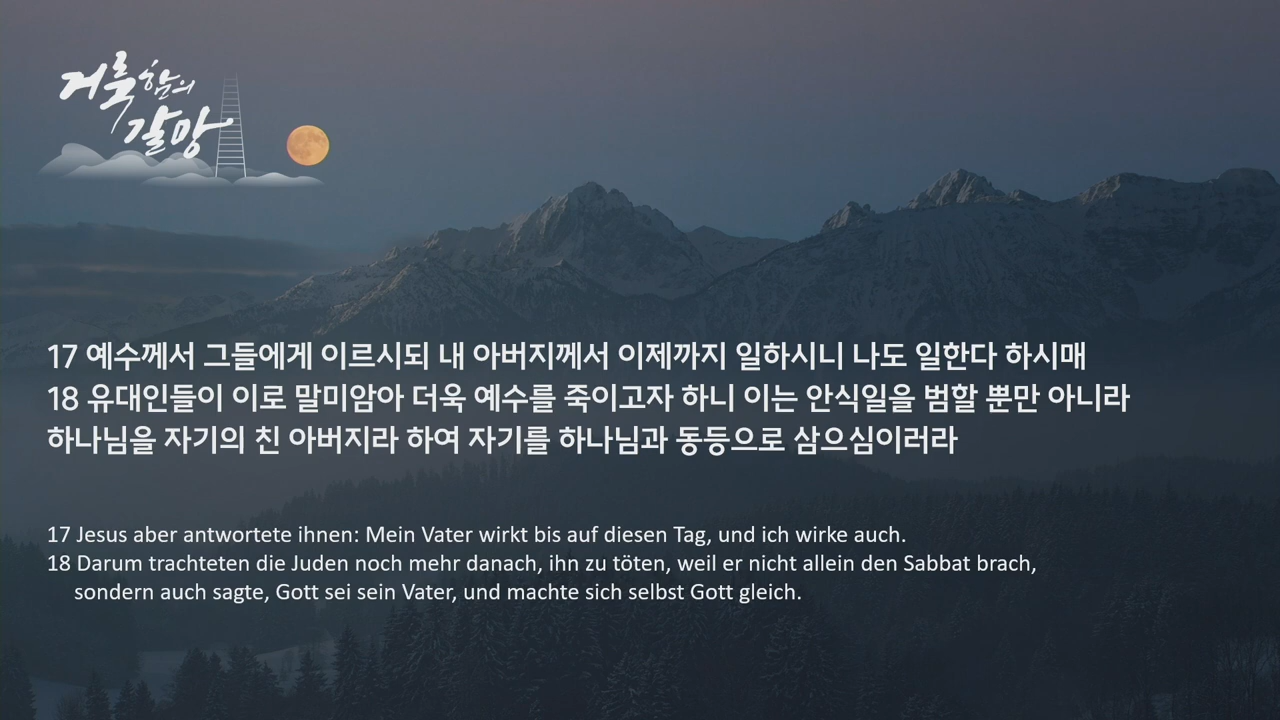 거룩함의
갈망
17 예수께서 그들에게 이르시되 내 아버지께서 이제까지 일하시니 나도 일한다 하시매
18 유대인들이 이로 말미암아 더욱 예수를 죽이고자 하니 이는 안식일을 범할 뿐만 아니라
하나님을 자기의 친 아버지라 하여 자기를 하나님과 동등으로 삼으심이러라
17 Jesus aber antwortete ihnen: Mein Vater wirkt bis auf diesen Tag, und ich wirke auch.
18 Darum trachteten die Juden noch mehr danach, ihn zu töten, weil er nicht allein den Sabbat brach,
sondern auch sagte, Gott sei sein Vater, und machte sich selbst Gott gleich.